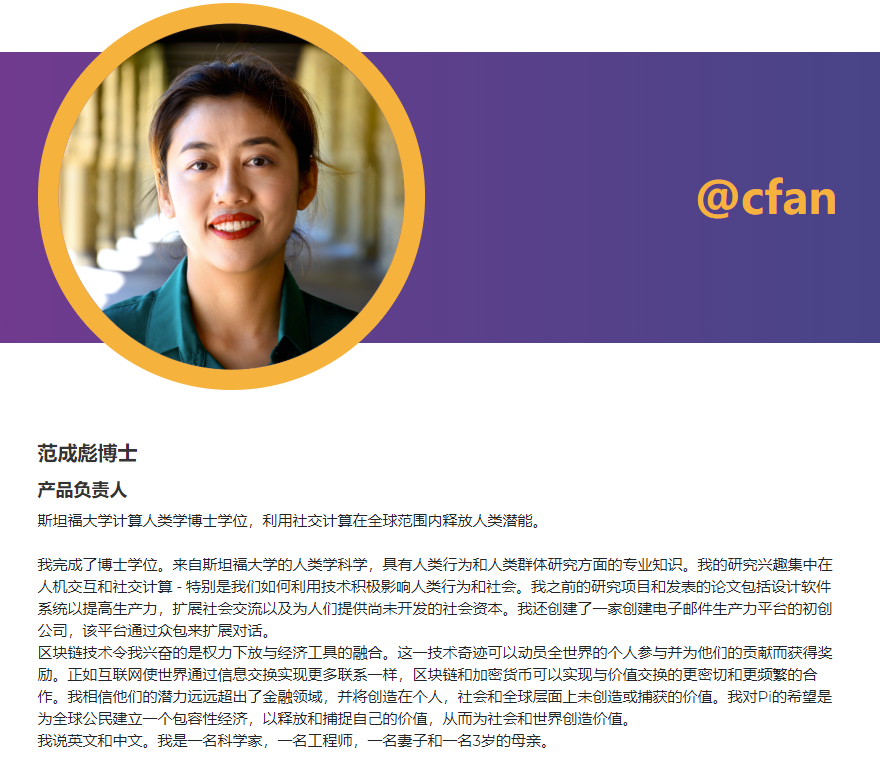 @cfan
范成彪博士
产品负责人
斯坦福大学计算人类学博士学位，利用社交计算在全球范围内释放人类潜能。
我完成了博士学位。来自斯坦福大学的人类学科学，具有人类行为和人类群体研究方面的专业知识。我的研究兴趣集中在
人机交互和社交计算 - 特别是我们如何利用技术积极影响人类行为和社会。我之前的研究项目和发表的论文包括设计软件
系统以提高生产力，扩展社会交流以及为人们提供尚未开发的社会资本。我还创建了一家创建电子邮件生产力平台的初创
公司，该平台通过众包来扩展对话。
区块链技术令我兴奋的是权力下放与经济工具的融合。这一技术奇迹可以动员全世界的个人参与并为他们的贡献而获得奖
励。正如互联网使世界通过信息交换实现更多联系一样，区块链和加密货币可以实现与价值交换的更密切和更频繁的合
作。我相信他们的潜力远远超出了金融领域，并将创造在个人，社会和全球层面上未创造或捕获的价值。我对Pi的希望是
为全球公民建立一个包容性经济，以释放和捕捉自己的价值，从而为社会和世界创造价值。
我说英文和中文。我是一名科学家，一名工程师，一名妻子和一名3岁的母亲。